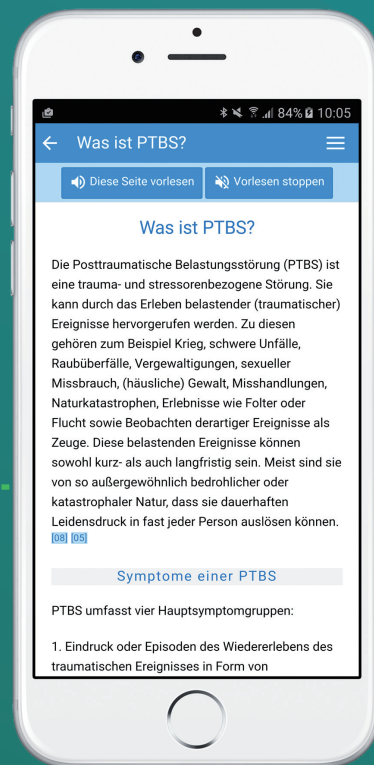 84% 10:05
Was ist PTBS?
Diese Seite vorlesen
Vorlesen stoppen
Was ist PTBS?
Die Posttraumatische Belastungsstörung (PTBS) ist
eine trauma- und stressorenbezogene Störung. Sie
kann durch das Erleben belastender (traumatischer)
Ereignisse hervorgerufen werden. Zu diesen
gehören zum Beispiel Krieg, schwere Unfälle,
Raubüberfälle, Vergewaltigungen, sexueller
Missbrauch, (häusliche) Gewalt, Misshandlungen,
Naturkatastrophen, Erlebnisse wie Folter oder
Flucht sowie Beobachten derartiger Ereignisse als
Zeuge. Diese belastenden Ereignisse können
sowohl kurz- als auch langfristig sein. Meist sind sie
von so außergewöhnlich bedrohlicher oder
katastrophaler Natur, dass sie dauerhaften
Leidensdruck in fast jeder Person auslösen können.
[08] [05]
Symptome einer PTBS
PTBS umfasst vier Hauptsymptomgruppen:
1. Eindruck oder Episoden des Wiedererlebens des
traumatischen Ereignisses in Form von